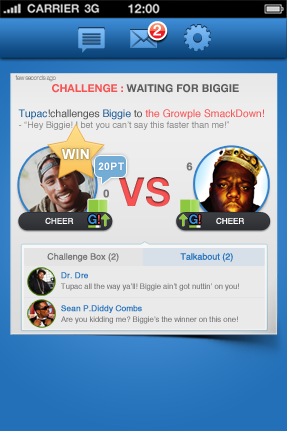 CARRIER 3G
2
few seconds ago
CHALLENGE : WAITING FOR BIGGIE
Tupac!challenges Biggie to the Growple SmackDown!
- "Hey Biggie! I bet you can't say this faster than me!"
WIN
20PT
0
VS
6
CHEER G!
G! CHEER
Challenge Box (2) Talkabout (2)
Dr. Dre
Tupac all the way ya'll! Biggie ain't got nuttin' on you!
Sean P.Diddy Combs
Are you kidding me? Biggie's the winner on this one!